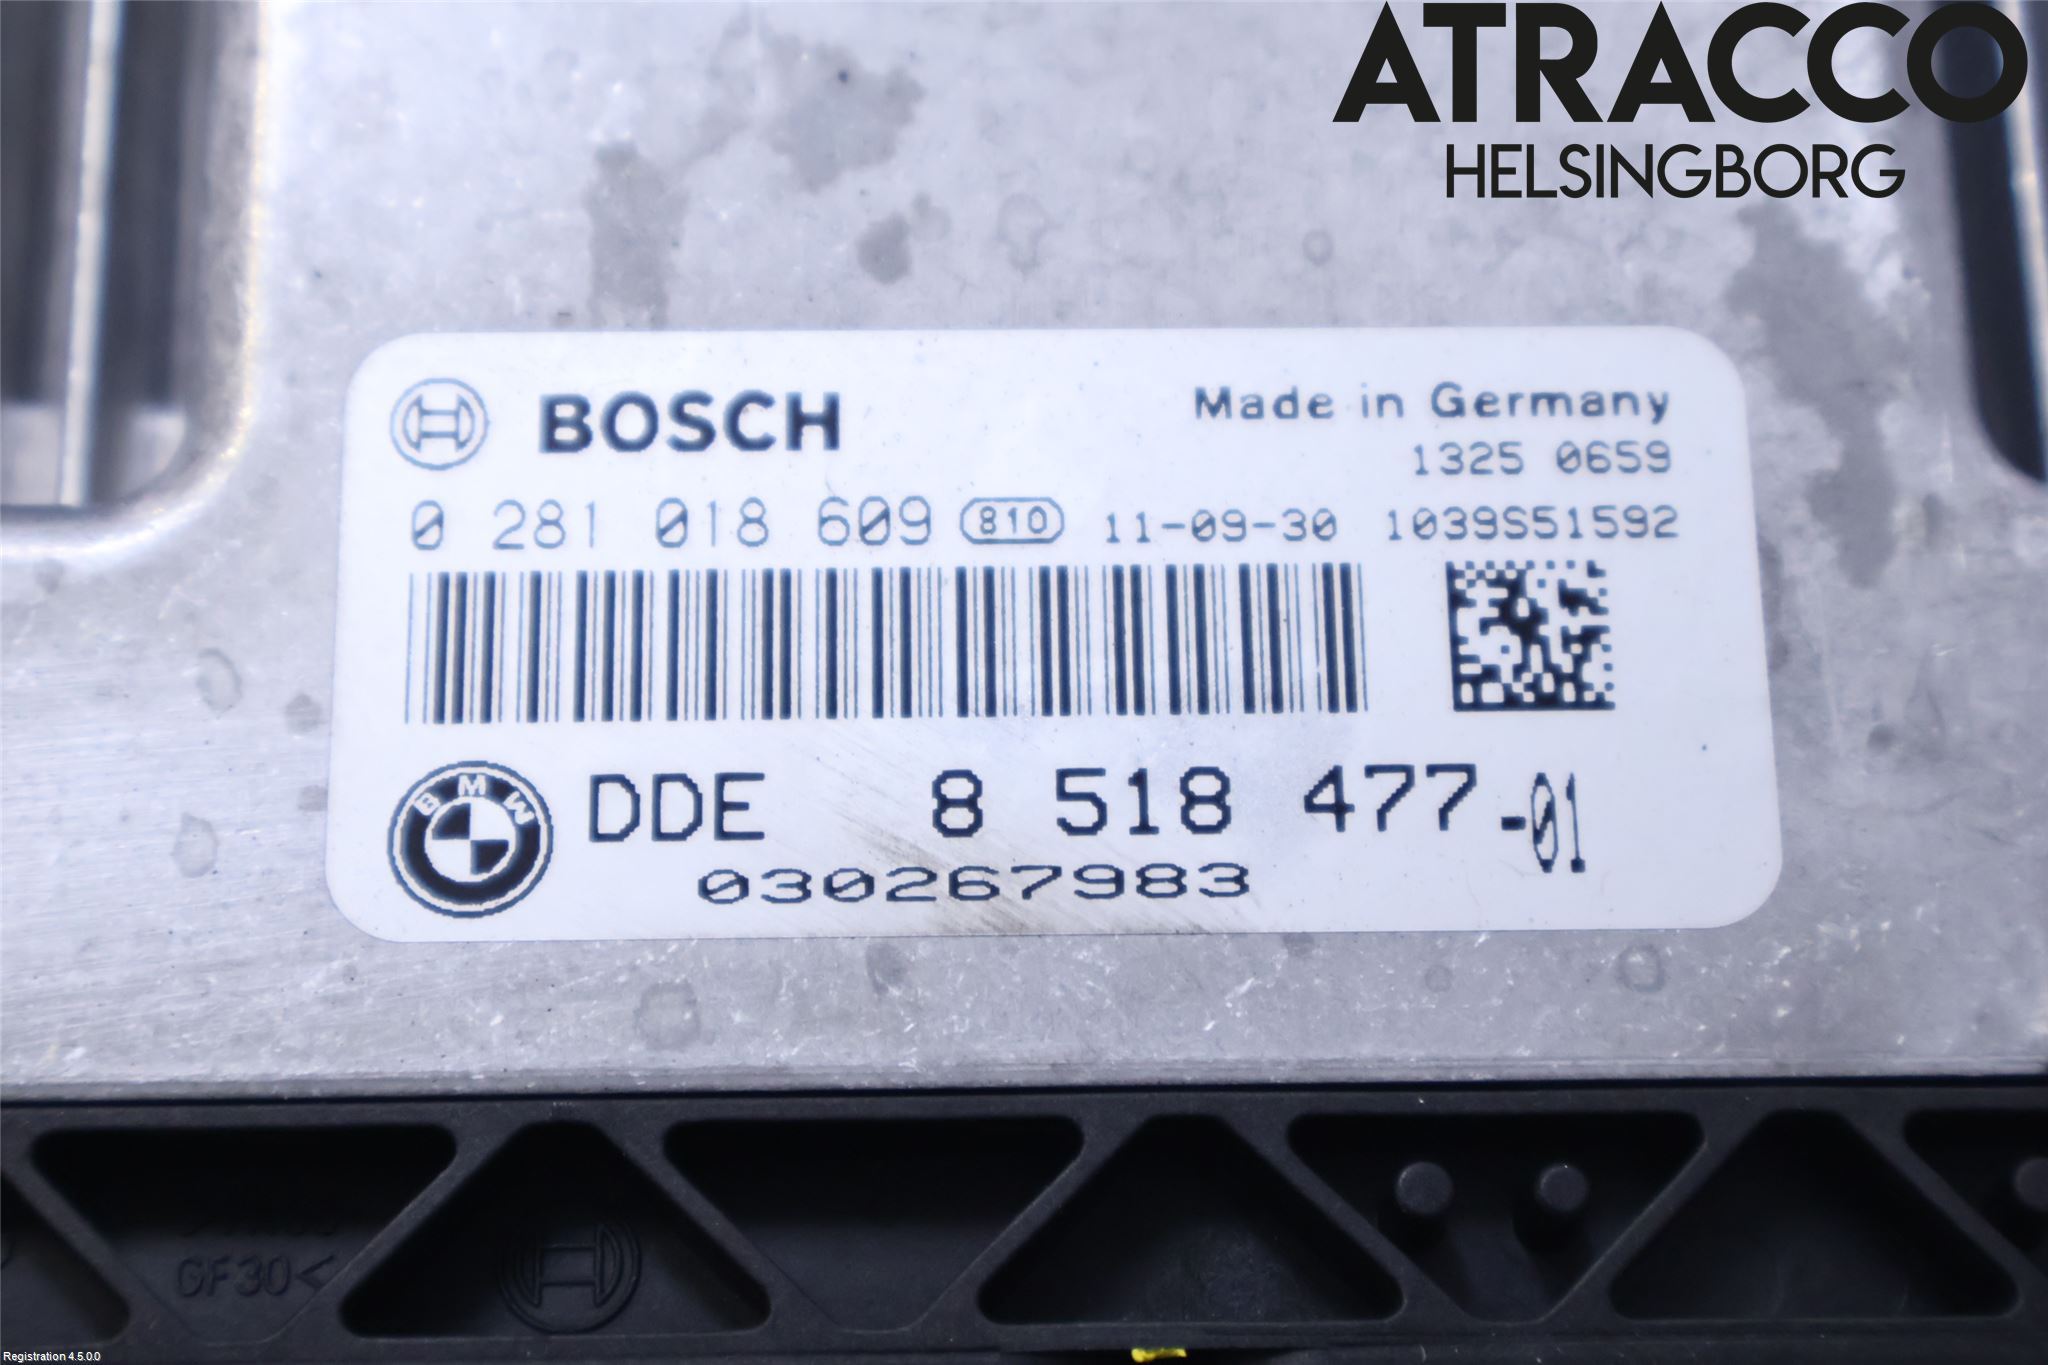 ATRACCO
HELSINGBORG
BOSCH
Made in Germany
1325 0659
0 281 018 609 810 11-09-30 1039S51592
BMW
DDE 8 518 477-01
030267983
GF30<
Registration 4.5.0.0